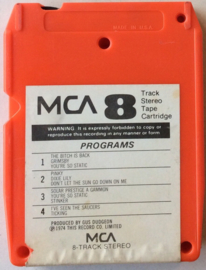 MCA 8 Track
Stereo
Tape
Cartridge
WARNING. It is expressly forbidden to copy or
reproduce this recording in any manner or form
PROGRAMS
1 THE BITCH IS BACK
GRIMSBY
YOU'RE SO STATIC
2 PINKY
DIXIE LILY
DON'T LET THE SUN GO DOWN ON ME
3 SOLAR PRESTIGE A GAMMON
YOU'RE SO STATIC
STINKER
4 I'VE SEEN THE SAUCERS
TICKING
PRODUCED BY GUS DUDGEON
1974 THIS RECORD CO. LIMITED
MCA
8-TRACK STEREO